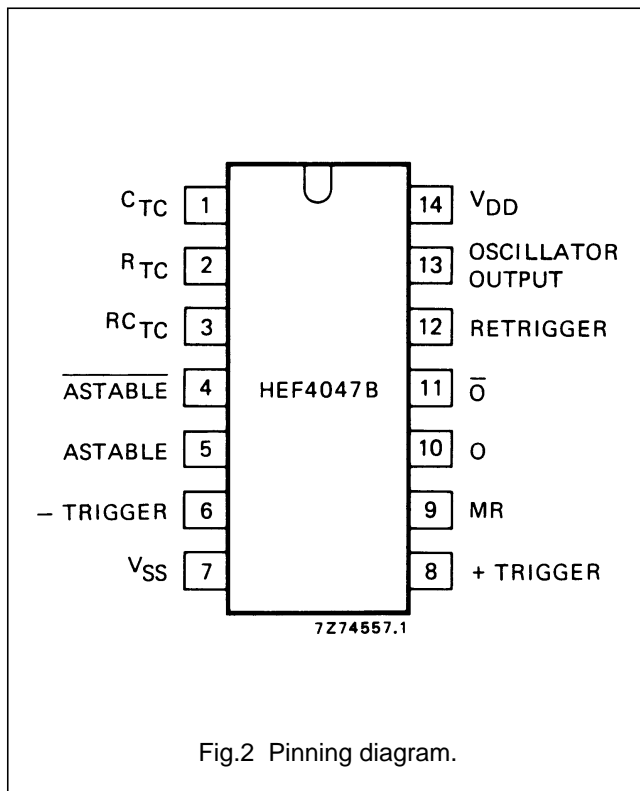 C_TC 1
R_TC 2
RC_TC 3
A̅S̅T̅A̅B̅L̅E̅ 4
ASTABLE 5
– TRIGGER 6
V_SS 7
HEF4047B
14 V_DD
13 OSCILLATOR
OUTPUT
12 RETRIGGER
11 O̅
10 O
9 MR
8 + TRIGGER
7Z74557.1
Fig.2 Pinning diagram.